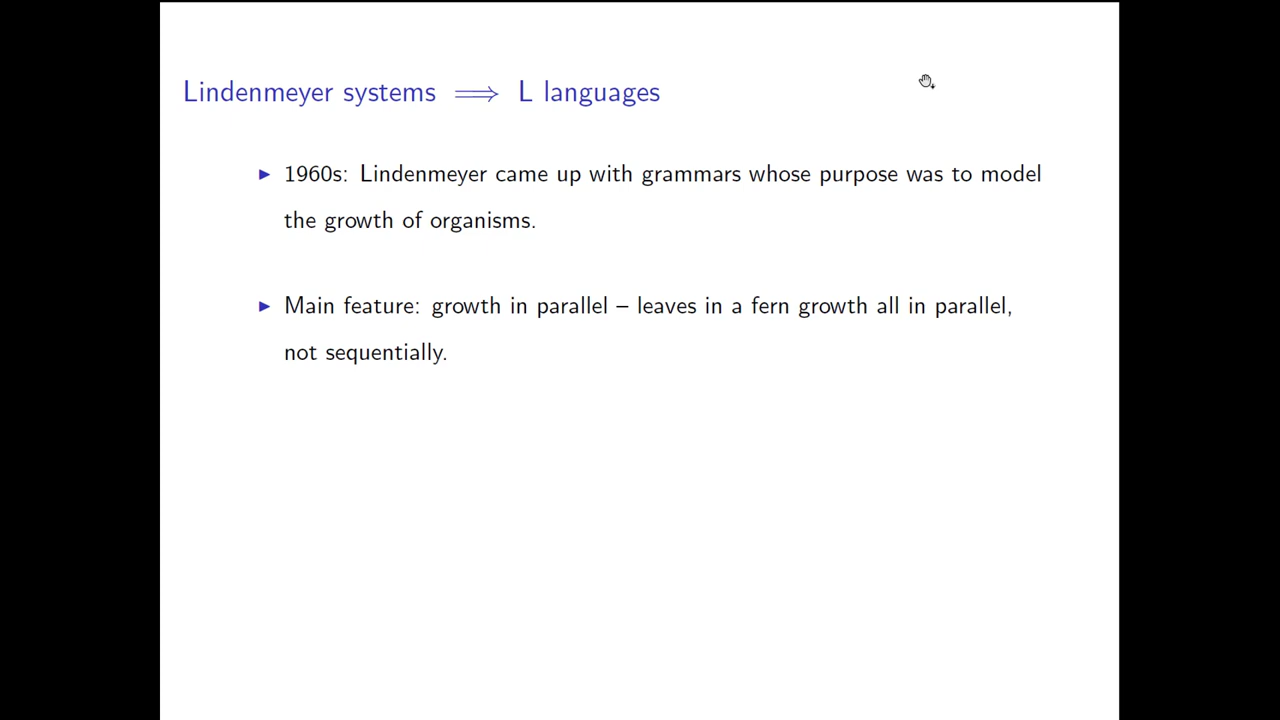 Lindenmeyer systems ⟹ L languages
▶ 1960s: Lindenmeyer came up with grammars whose purpose was to model
the growth of organisms.
▶ Main feature: growth in parallel – leaves in a fern growth all in parallel,
not sequentially.